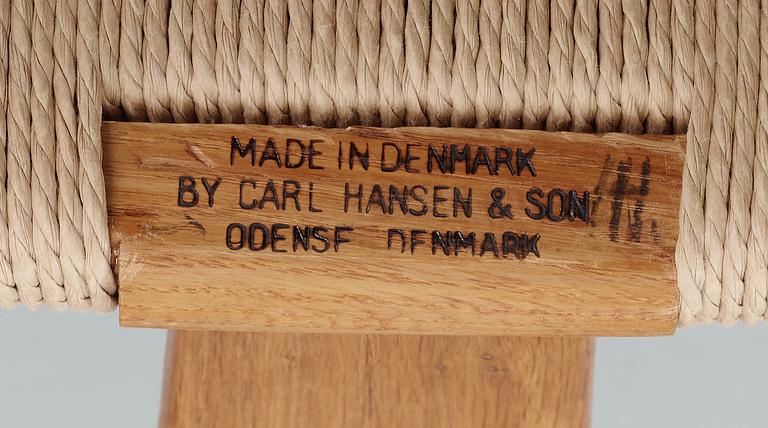 MADE IN DENMARK
BY CARL HANSEN & SON
ODENSE DENMARK